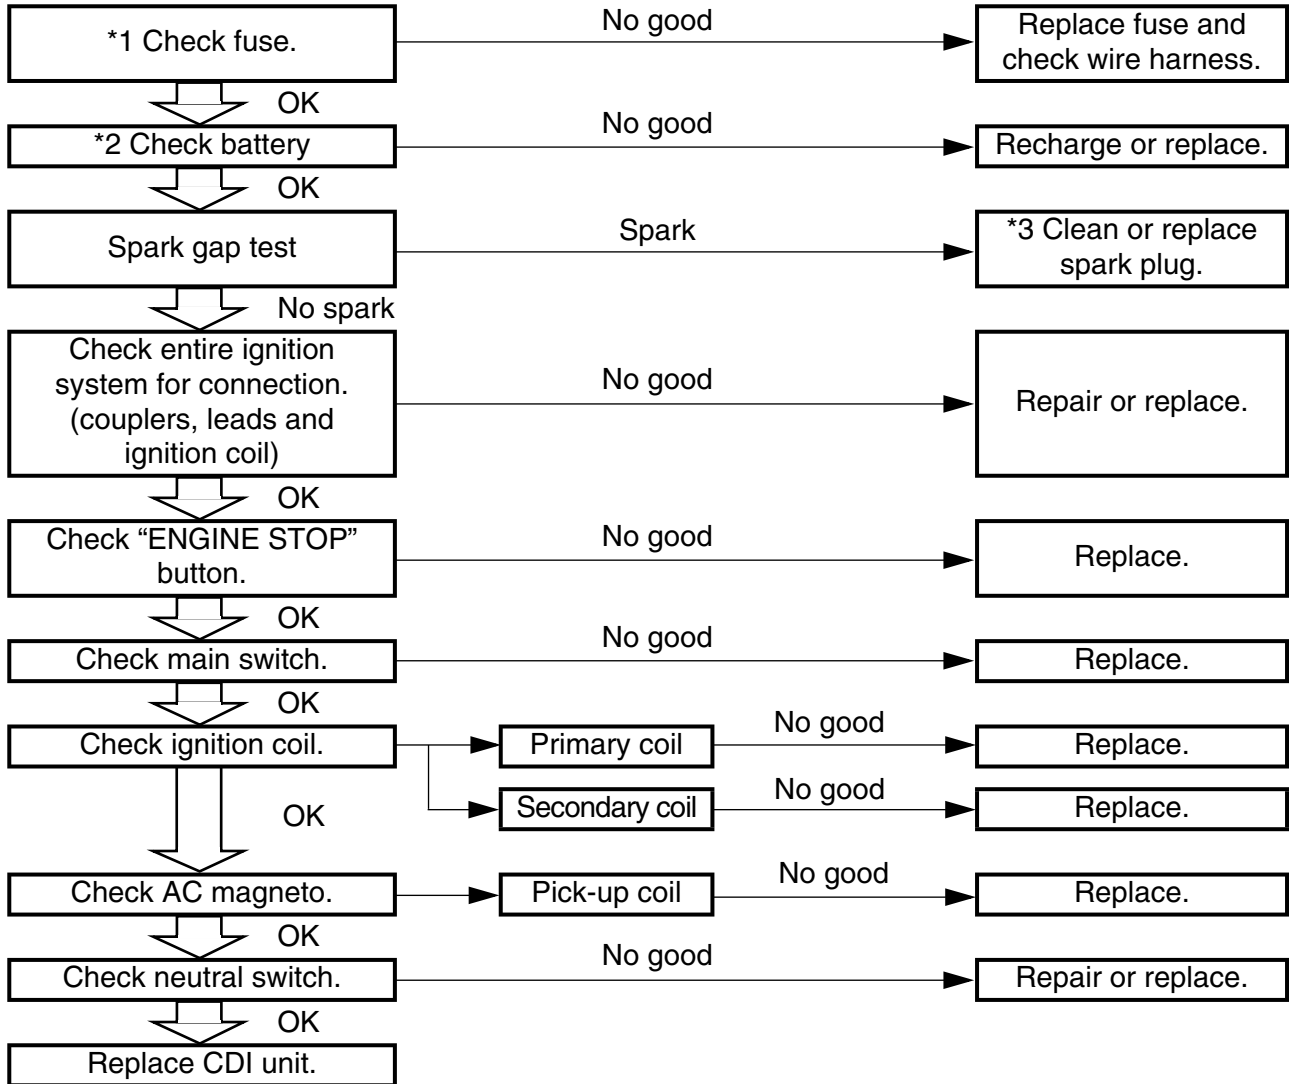 *1 Check fuse.
No good
Replace fuse and
check wire harness.
OK
*2 Check battery
No good
Recharge or replace.
OK
Spark gap test
Spark
*3 Clean or replace
spark plug.
No spark
Check entire ignition
system for connection.
(couplers, leads and
ignition coil)
No good
Repair or replace.
OK
Check “ENGINE STOP”
button.
No good
Replace.
OK
Check main switch.
No good
Replace.
OK
Check ignition coil.
Primary coil
No good
Replace.
Secondary coil
No good
Replace.
OK
Check AC magneto.
Pick-up coil
No good
Replace.
OK
Check neutral switch.
No good
Repair or replace.
OK
Replace CDI unit.